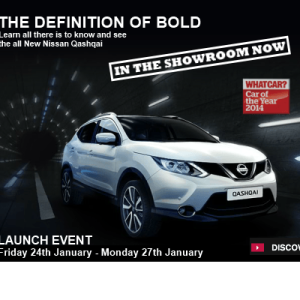 THE DEFINITION OF BOLD
Learn all there is to know and see
the all New Nissan Qashqai
IN THE SHOWROOM NOW
WHATCAR?
Car of
the Year
2014
NISSAN
QASHQAI
LAUNCH EVENT
Friday 24th January - Monday 27th January
DISCOV